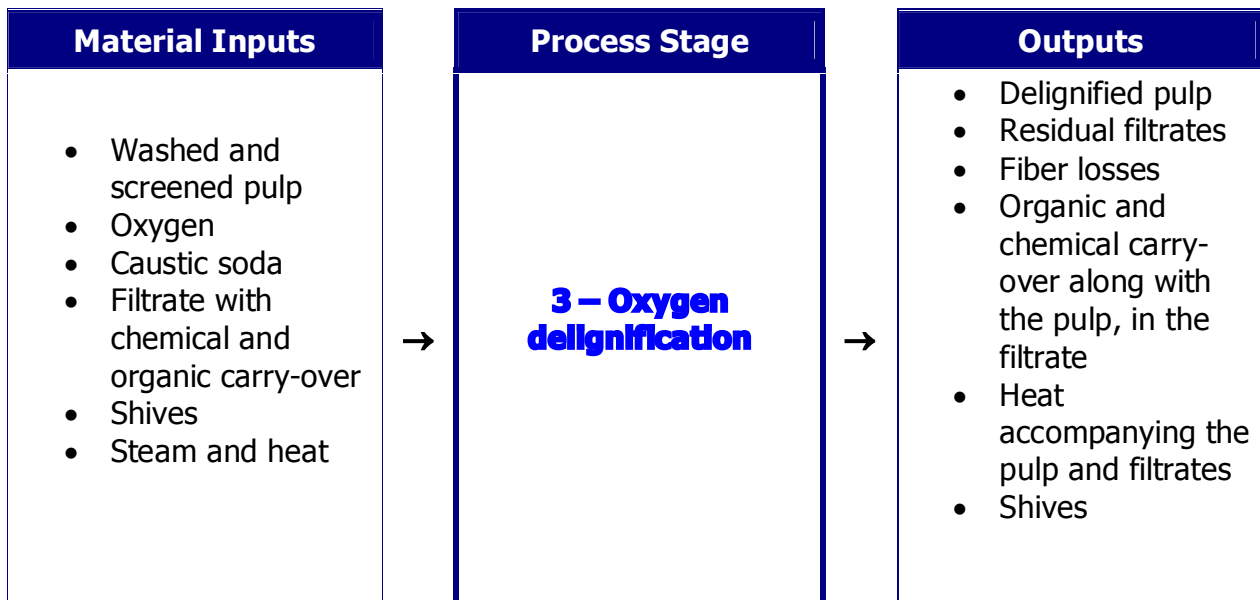 Material Inputs
• Washed and
screened pulp
• Oxygen
• Caustic soda
• Filtrate with
chemical and
organic carry-over
• Shives
• Steam and heat
→
Process Stage
3 – Oxygen
delignification
→
Outputs
• Delignified pulp
• Residual filtrates
• Fiber losses
• Organic and
chemical carry-
over along with
the pulp, in the
filtrate
• Heat
accompanying the
pulp and filtrates
• Shives